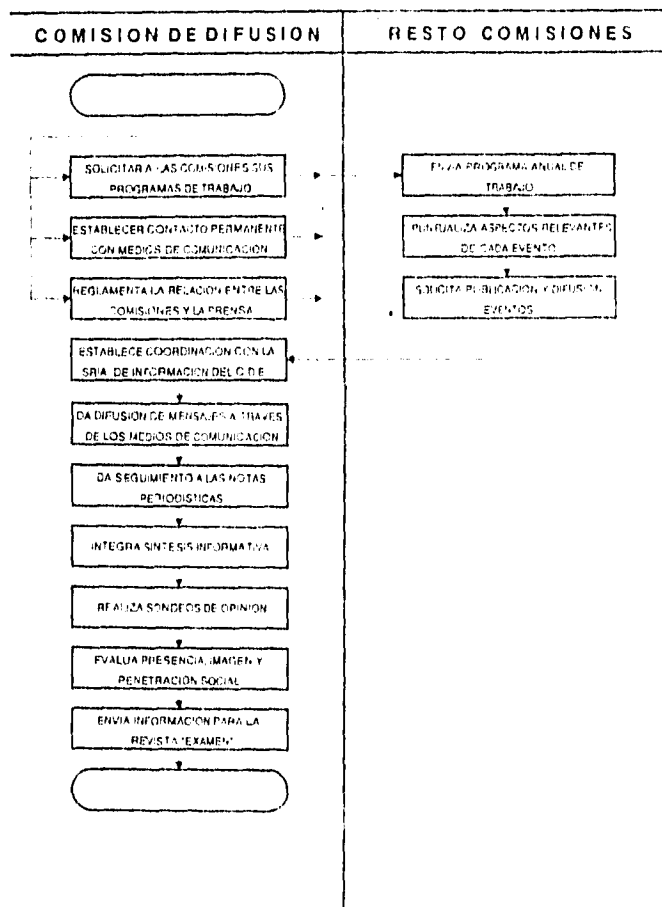 COMISION DE DIFUSION
RESTO COMISIONES
SOLICITAR A LAS COMISIONES SUS
PROGRAMAS DE TRABAJO
ENVIA PROGRAMA ANUAL DE
TRABAJO
ESTABLECER CONTACTO PERMANENTE
CON MEDIOS DE COMUNICACION
PUNTUALIZA ASPECTOS RELEVANTES
DE CADA EVENTO
REGLAMENTA LA RELACION ENTRE LAS
COMISIONES Y LA PRENSA
SOLICITA PUBLICACION Y DIFUSION
EVENTOS
ESTABLECE COORDINACION CON LA
SRIA. DE INFORMACION DEL C.D.E.
DA DIFUSION DE MENSAJES A TRAVES
DE LOS MEDIOS DE COMUNICACION
DA SEGUIMIENTO A LAS NOTAS
PERIODISTICAS
INTEGRA SINTESIS INFORMATIVA
REALIZA SONDEOS DE OPINION
EVALUA PRESENCIA, IMAGEN Y
PENETRACION SOCIAL
ENVIA INFORMACION PARA LA
REVISTA "EXAMEN"